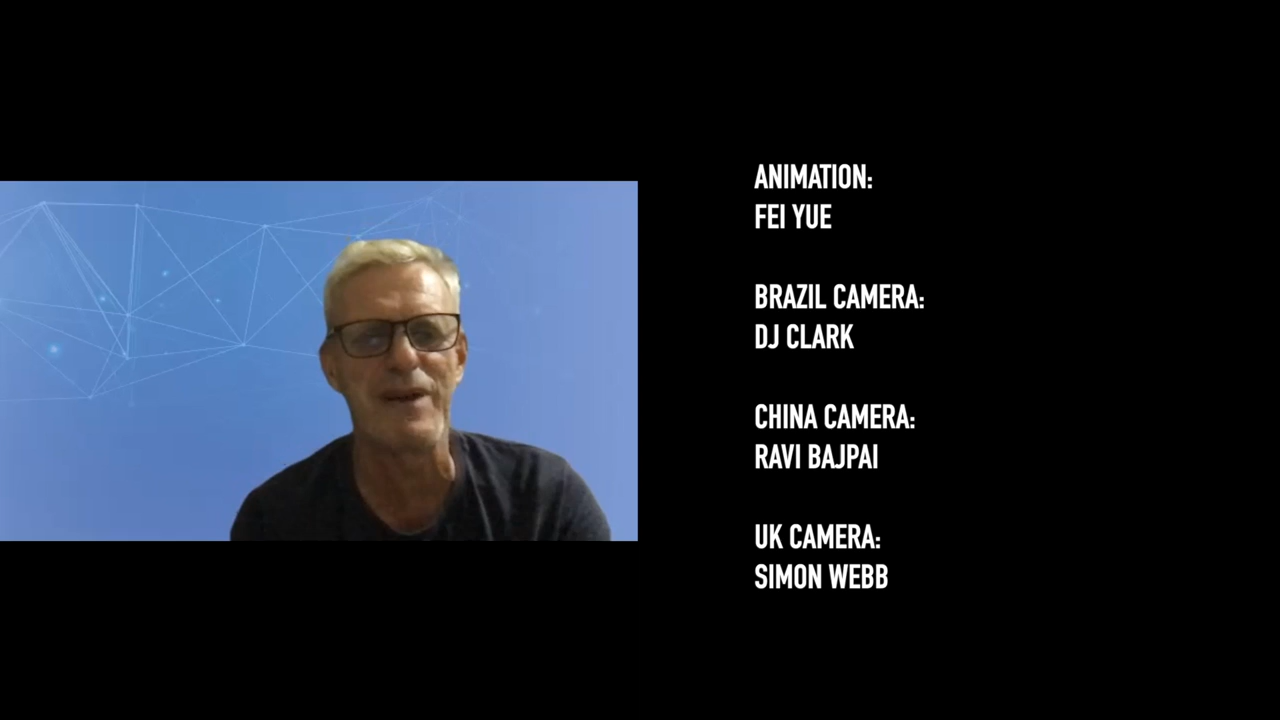 ANIMATION:
FEI YUE
BRAZIL CAMERA:
DJ CLARK
CHINA CAMERA:
RAVI BAJPAI
UK CAMERA:
SIMON WEBB